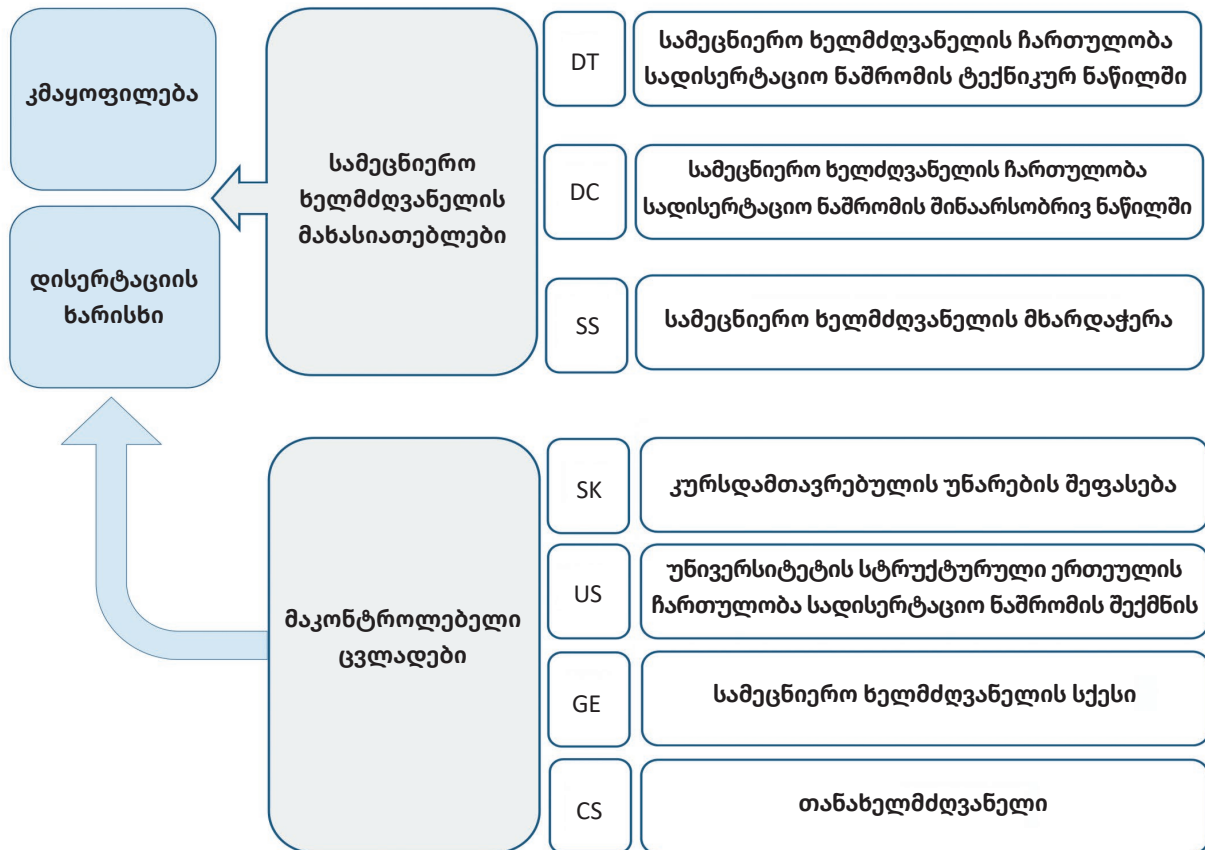 კმაყოფილება
დისერტაციის
ხარისხი
სამეცნიერო
ხელმძღვანელის
მახასიათებლები
DT
სამეცნიერო ხელმძღვანელის ჩართულობა
სადისერტაციო ნაშრომის ტექნიკურ ნაწილში
DC
სამეცნიერო ხელძღვანელის ჩართულობა
სადისერტაციო ნაშრომის შინაარსობრივ ნაწილში
SS
სამეცნიერო ხელმძღვანელის მხარდაჭერა
მაკონტროლებელი
ცვლადები
SK
კურსდამთავრებულის უნარების შეფასება
US
უნივერსიტეტის სტრუქტურული ერთეულის
ჩართულობა სადისერტაციო ნაშრომის შექმნის
GE
სამეცნიერო ხელმძღვანელის სქესი
CS
თანახელმძღვანელი